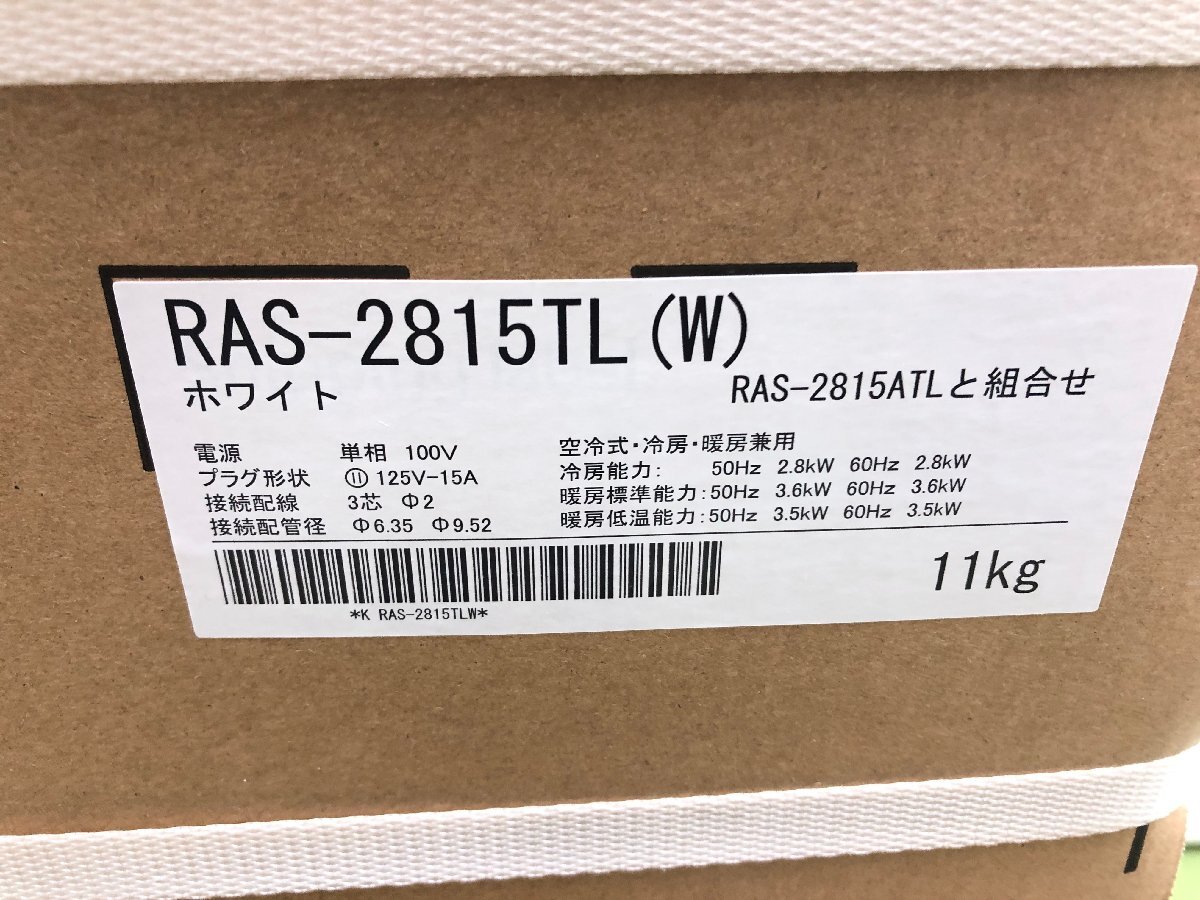 RAS-2815TL(W)
ホワイト
RAS-2815ATLと組合せ
電源 単相 100V
プラグ形状 ⑪ 125V-15A
接続配線 3芯 Φ2
接続配管径 Φ6.35 Φ9.52
空冷式・冷房・暖房兼用
冷房能力: 50Hz 2.8kW 60Hz 2.8kW
暖房標準能力:50Hz 3.6kW 60Hz 3.6kW
暖房低温能力:50Hz 3.5kW 60Hz 3.5kW
*K RAS-2815TLW*
11kg